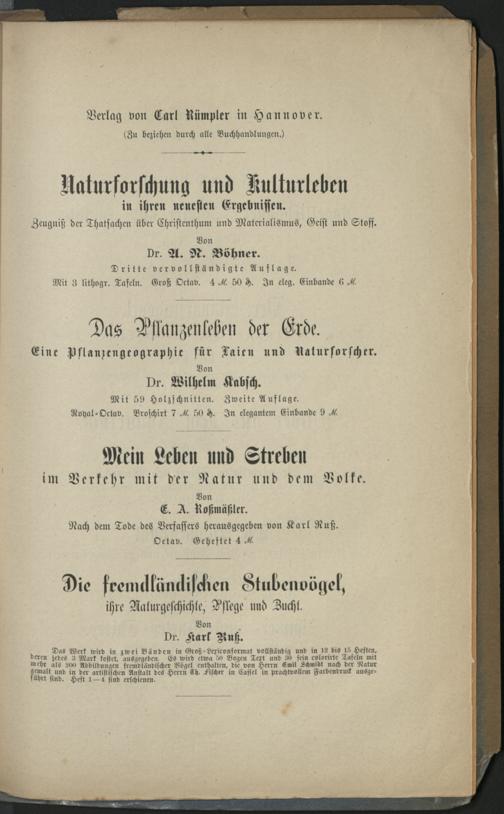 Verlag von Carl Rümpler in Hannover.
(Zu beziehen durch alle Buchhandlungen.)
Naturforschung und Kulturleben
in ihren neuesten Ergebnissen.
Zeugniß der Thatsachen über Christenthum und Materialismus, Geist und Stoff.
Von
Dr. A. N. Böhner.
Dritte vervollständigte Auflage.
Mit 3 lithogr. Tafeln. Groß Octav. 4 ℳ. 50 ₰. In eleg. Einbande 6 ℳ.
Das Pflanzenleben der Erde.
Eine Pflanzengeographie für Laien und Naturforscher.
Von
Dr. Wilhelm Kabsch.
Mit 59 Holzschnitten. Zweite Auflage.
Royal-Octav. Broschirt 7 ℳ. 50 ₰. In elegantem Einbande 9 ℳ.
Mein Leben und Streben
im Verkehr mit der Natur und dem Volke.
Von
E. A. Roßmäßler.
Nach dem Tode des Verfassers herausgegeben von Karl Ruß.
Octav. Geheftet 4 ℳ.
Die fremdländischen Stubenvögel,
ihre Naturgeschichte, Pflege und Zucht.
Von
Dr. Karl Ruß.
Das Werk wird in zwei Bänden in Groß-Lexiconformat vollständig und in 12 bis 15 Heften,
deren jedes 3 Mark kostet, ausgegeben. Es wird etwa 50 Bogen Text und 30 fein colorirte Tafeln mit
mehr als 200 Abbildungen fremdländischer Vögel enthalten, die von Herrn Emil Schmidt nach der Natur
gemalt und in der artistischen Anstalt des Herrn Th. Fischer in Cassel in prachtvollem Farbendruck ausge-
führt sind. Heft 1—4 sind erschienen.